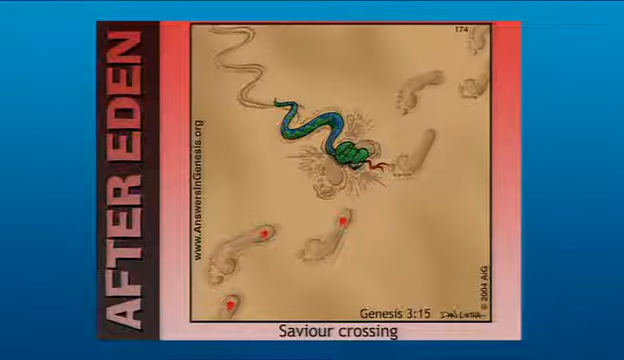 AFTER EDEN
www.AnswersInGenesis.org
174
Genesis 3:15
© 2004 AiG
Saviour crossing